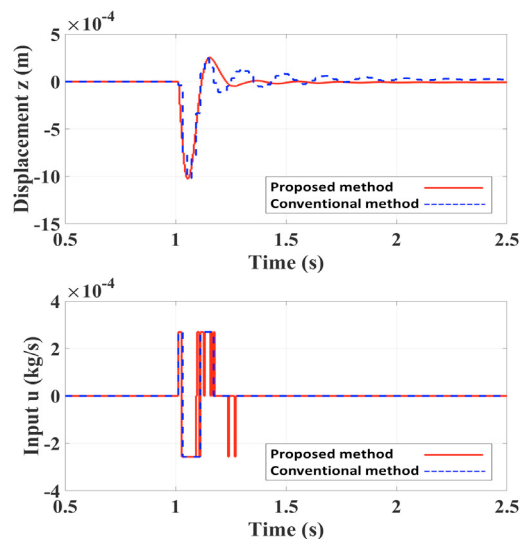 ×10⁻⁴
5
0
-5
-10
-15
Displacement z (m)
Proposed method
Conventional method
0.5 1 1.5 2 2.5
Time (s)
×10⁻⁴
4
2
0
-2
-4
Input u (kg/s)
Proposed method
Conventional method
0.5 1 1.5 2 2.5
Time (s)